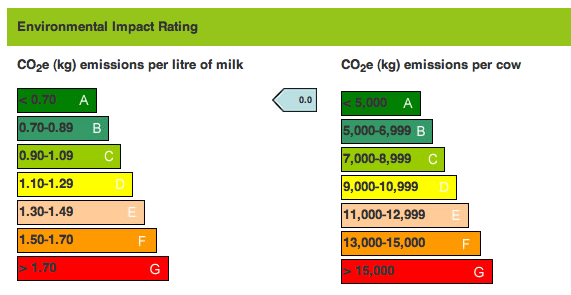 Environmental Impact Rating
CO2e (kg) emissions per litre of milk
< 0.70 A
0.70-0.89 B
0.90-1.09 C
1.10-1.29 D
1.30-1.49 E
1.50-1.70 F
> 1.70 G
0.0
CO2e (kg) emissions per cow
< 5,000 A
5,000-6,999 B
7,000-8,999 C
9,000-10,999 D
11,000-12,999 E
13,000-15,000 F
> 15,000 G